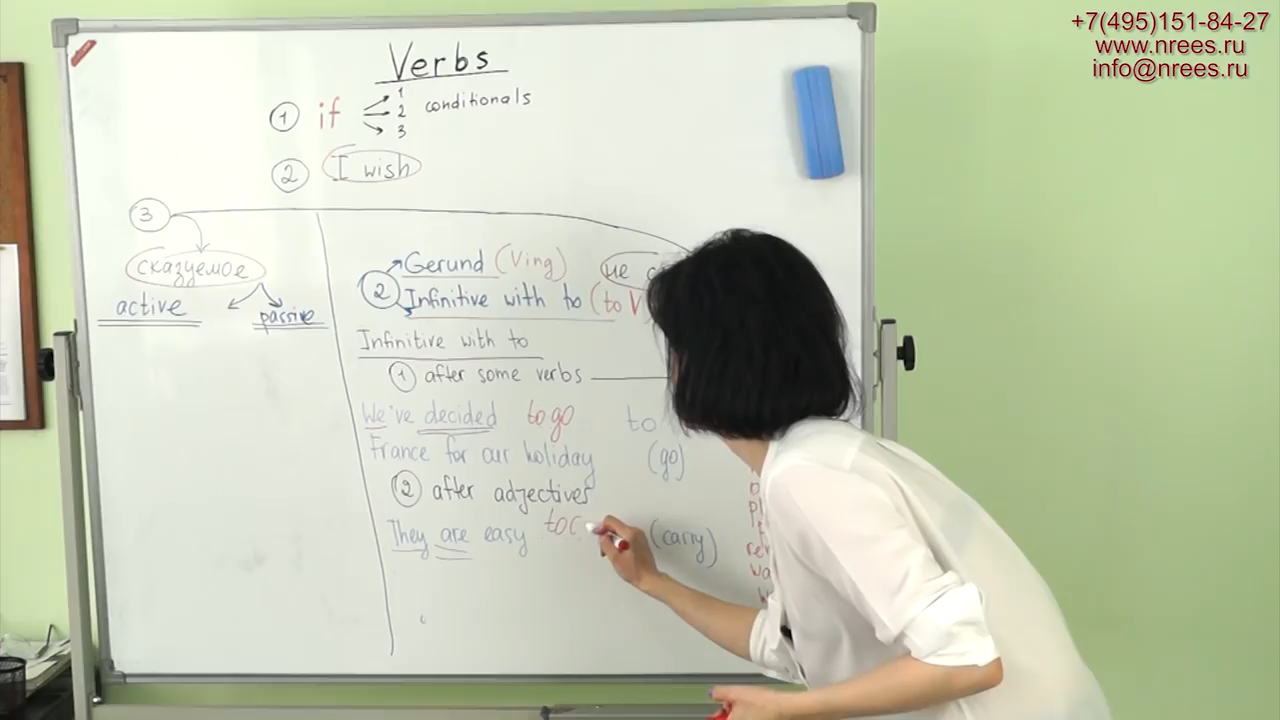 +7(495)151-84-27
www.nrees.ru
info@nrees.ru
Verbs
1 if 1 2 3 conditionals
2 I wish
3
сказуемое
active passive
2 Gerund (Ving) не
Infinitive with to (to V
Infinitive with to
1 after some verbs
We've decided to go to
France for our holiday (go)
2 after adjectives
They are easy to c (carry)